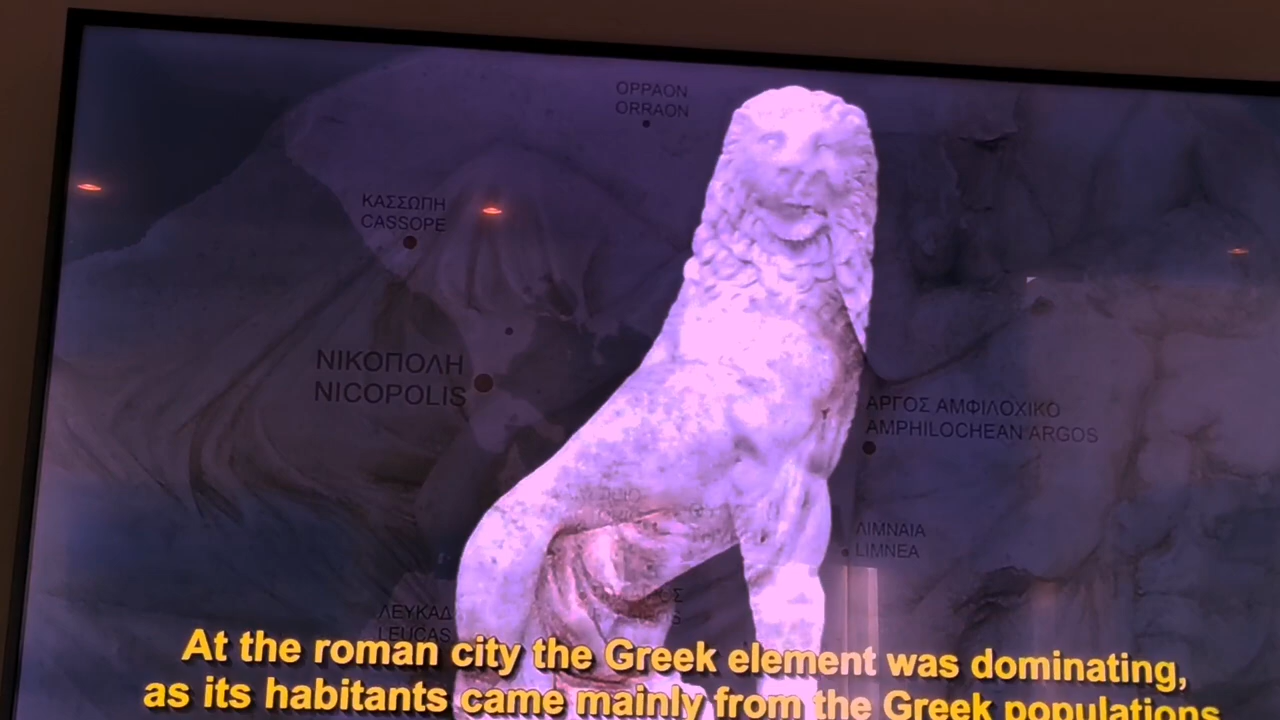 ΟΡΡΑΟΝ
ORRAON
ΚΑΣΣΩΠΗ
CASSOPE
ΝΙΚΟΠΟΛΗ
NICOPOLIS
ΑΡΓΟΣ ΑΜΦΙΛΟΧΙΚΟ
AMPHILOCHEAN ARGOS
ΛΙΜΝΑΙΑ
LIMNEA
ΛΕΥΚΑΔ
LEUCAS
At the roman city the Greek element was dominating,
as its habitants came mainly from the Greek populations